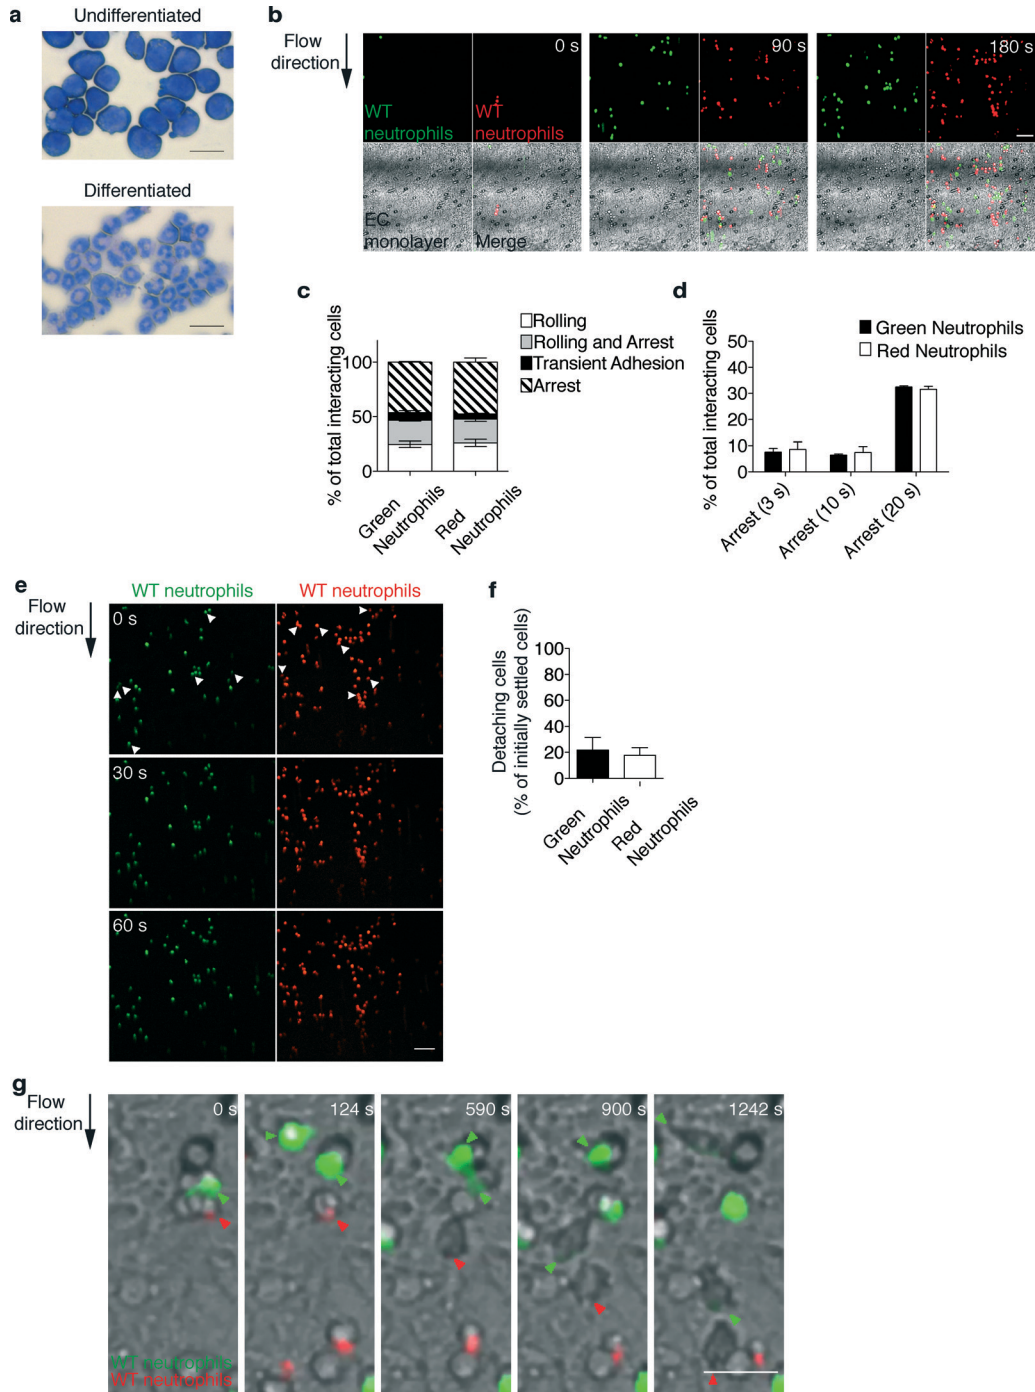 a
Undifferentiated
Differentiated
b
Flow
direction
0 s
90 s
180 s
WT
neutrophils
WT
neutrophils
EC
monolayer
Merge
c
% of total interacting cells
100
50
0
Green
Neutrophils
Red
Neutrophils
Rolling
Rolling and Arrest
Transient Adhesion
Arrest
d
% of total interacting cells
50
40
30
20
10
0
Arrest (3 s)
Arrest (10 s)
Arrest (20 s)
Green Neutrophils
Red Neutrophils
e
WT neutrophils
WT neutrophils
Flow
direction
0 s
30 s
60 s
f
Detaching cells
(% of initially settled cells)
100
80
60
40
20
0
Green
Neutrophils
Red
Neutrophils
g
Flow
direction
0 s
124 s
590 s
900 s
1242 s
WT neutrophils
WT neutrophils